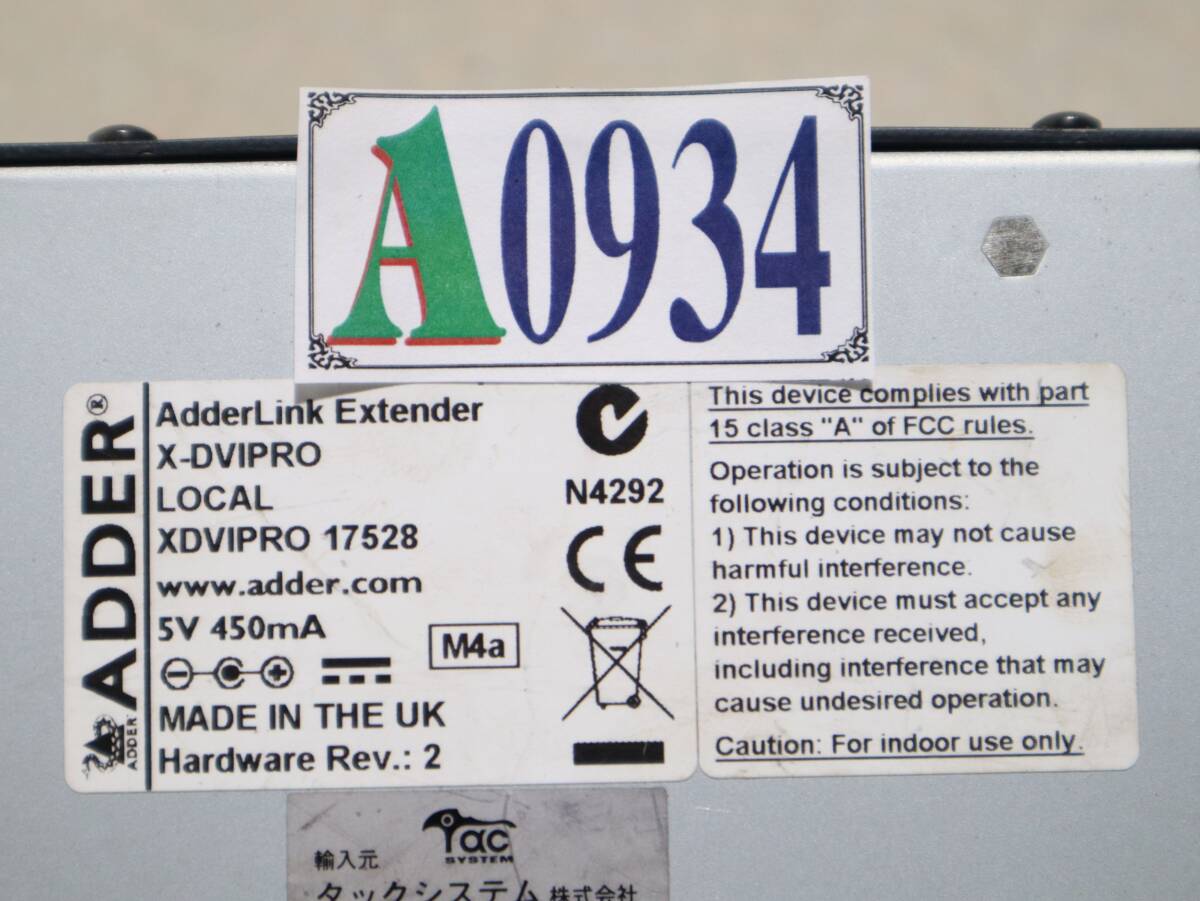 A0934
ADDER®
ADDER
AdderLink Extender
X-DVIPRO
LOCAL
XDVIPRO 17528
www.adder.com
5V 450mA
M4a
MADE IN THE UK
Hardware Rev.: 2
N4292
CE
This device complies with part
15 class "A" of FCC rules.
Operation is subject to the
following conditions:
1) This device may not cause
harmful interference.
2) This device must accept any
interference received,
including interference that may
cause undesired operation.
Caution: For indoor use only.
Tac
SYSTEM
輸入元
タックシステム 株式会社